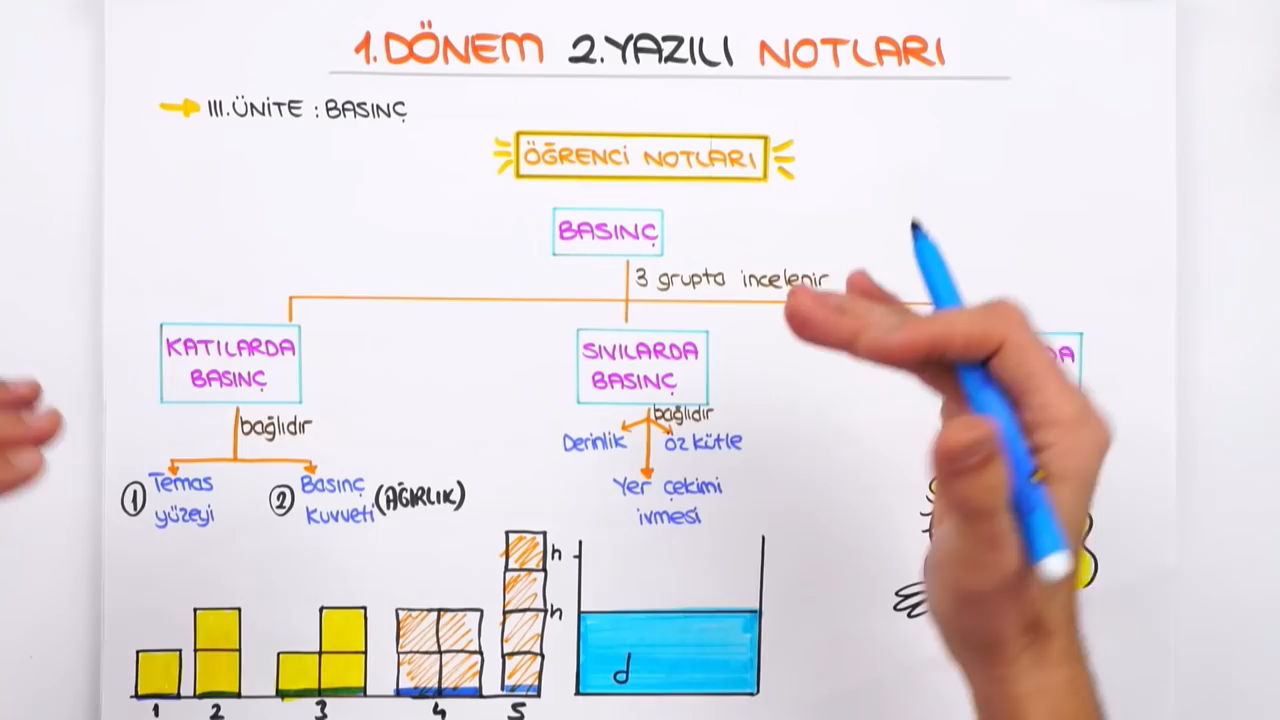 1.DÖNEM 2.YAZILI NOTLARI
III.ÜNİTE : BASINÇ
ÖĞRENCİ NOTLARI
BASINÇ
3 grupta incelenir
KATILARDA
BASINÇ
bağlıdır
① Temas
yüzeyi
② Basınç
Kuvveti (AĞIRLIK)
SIVILARDA
BASINÇ
bağlıdır
Derinlik
öz kütle
Yer çekimi
ivmesi
DA
h
h
d
1 2 3 4 5